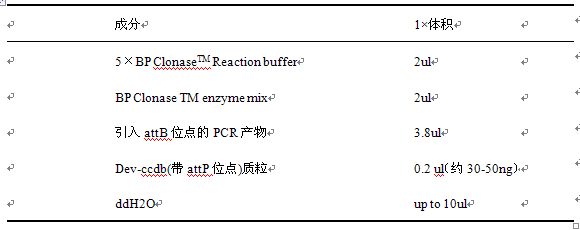 成分 1×体积
5×BP Clonase™ Reaction buffer 2ul
BP Clonase TM enzyme mix 2ul
引入 attB 位点的 PCR 产物 3.8ul
Dev-ccdb(带 attP 位点)质粒 0.2 ul(约 30-50ng)
ddH2O up to 10ul